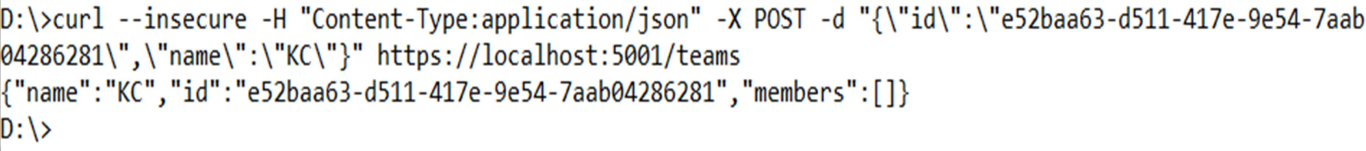 D:\>curl --insecure -H "Content-Type:application/json" -X POST -d "{\"id\":\"e52baa63-d511-417e-9e54-7aab
04286281\",\"name\":\"KC\"}" https://localhost:5001/teams
{"name":"KC","id":"e52baa63-d511-417e-9e54-7aab04286281","members":[]}
D:\>